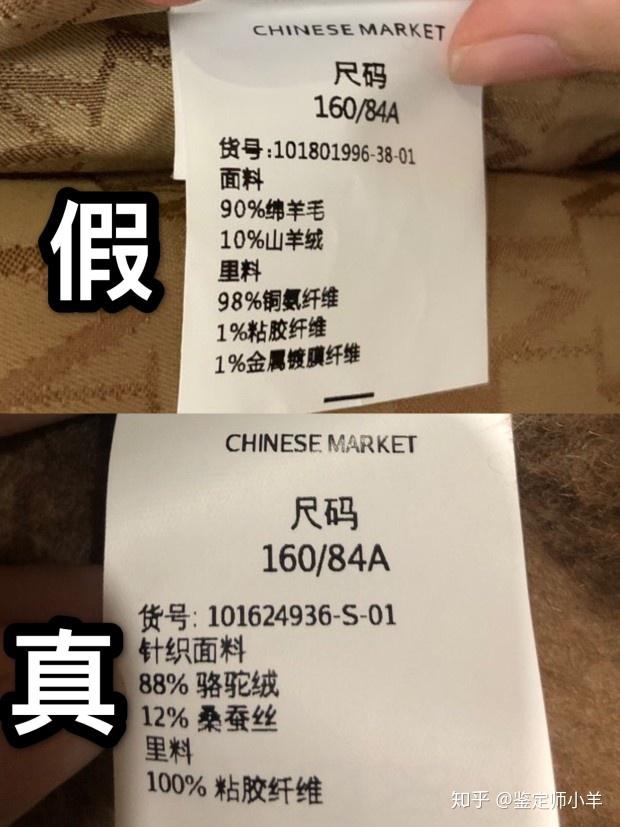 CHINESE MARKET
尺码
160/84A
货号:101801996-38-01
面料
90%绵羊毛
10%山羊绒
里料
98%铜氨纤维
1%粘胶纤维
1%金属镀膜纤维
假
CHINESE MARKET
尺码
160/84A
货号: 101624936-S-01
针织面料
88% 骆驼绒
12% 桑蚕丝
里料
100% 粘胶纤维
真
知乎 @鉴定师小羊